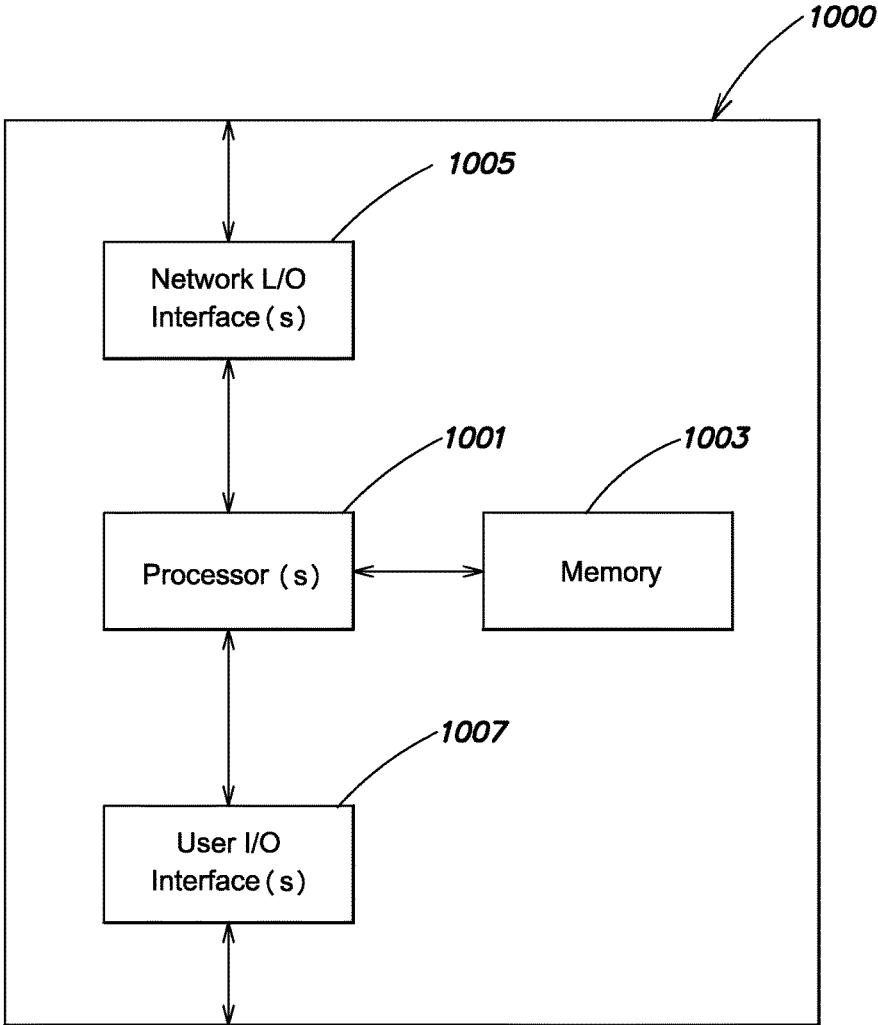 1000
1005
Network L/O
Interface(s)
1001
1003
Processor (s)
Memory
1007
User I/O
Interface(s)